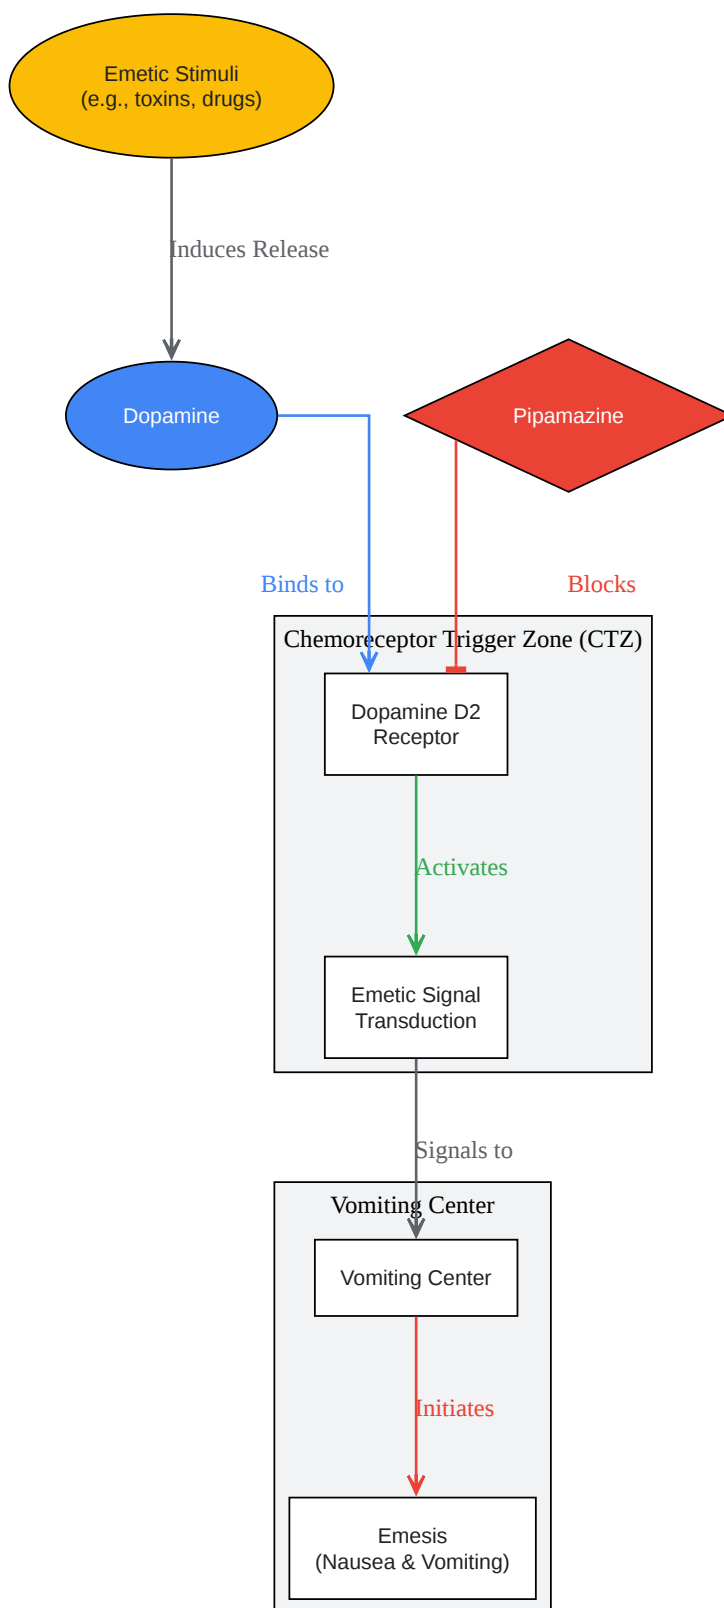 Emetic Stimuli
(e.g., toxins, drugs)
Induces Release
Dopamine
Pipamazine
Binds to
Blocks
Chemoreceptor Trigger Zone (CTZ)
Dopamine D2
Receptor
Activates
Emetic Signal
Transduction
Signals to
Vomiting Center
Vomiting Center
Initiates
Emesis
(Nausea & Vomiting)